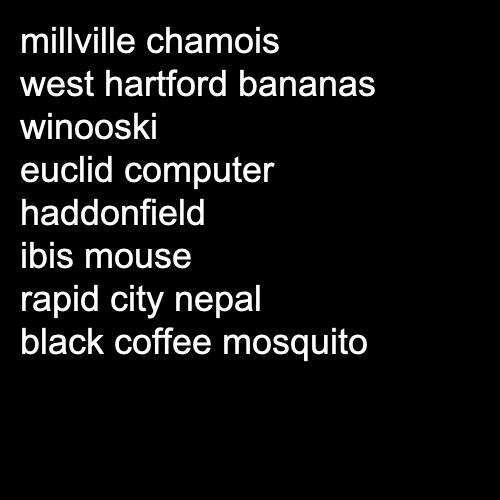 millville chamois
west hartford bananas
winooski
euclid computer
haddonfield
ibis mouse
rapid city nepal
black coffee mosquito